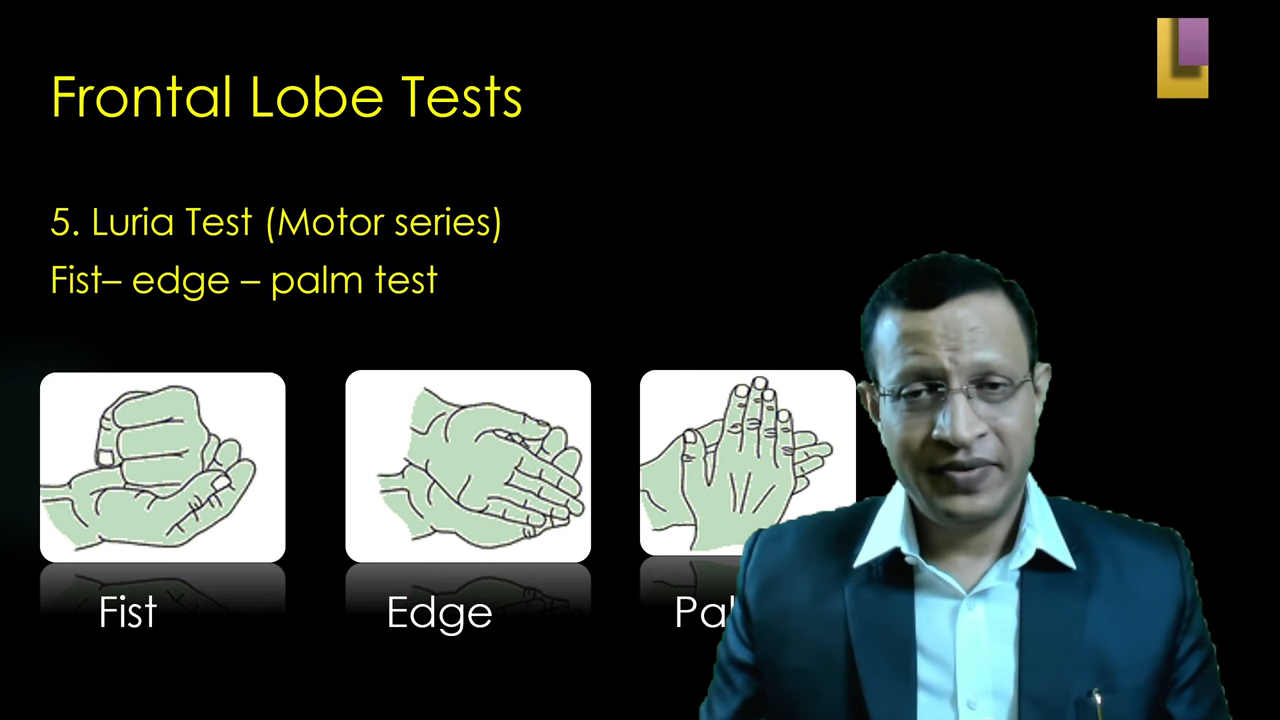 Frontal Lobe Tests
5. Luria Test (Motor series)
Fist– edge – palm test
Fist
Edge